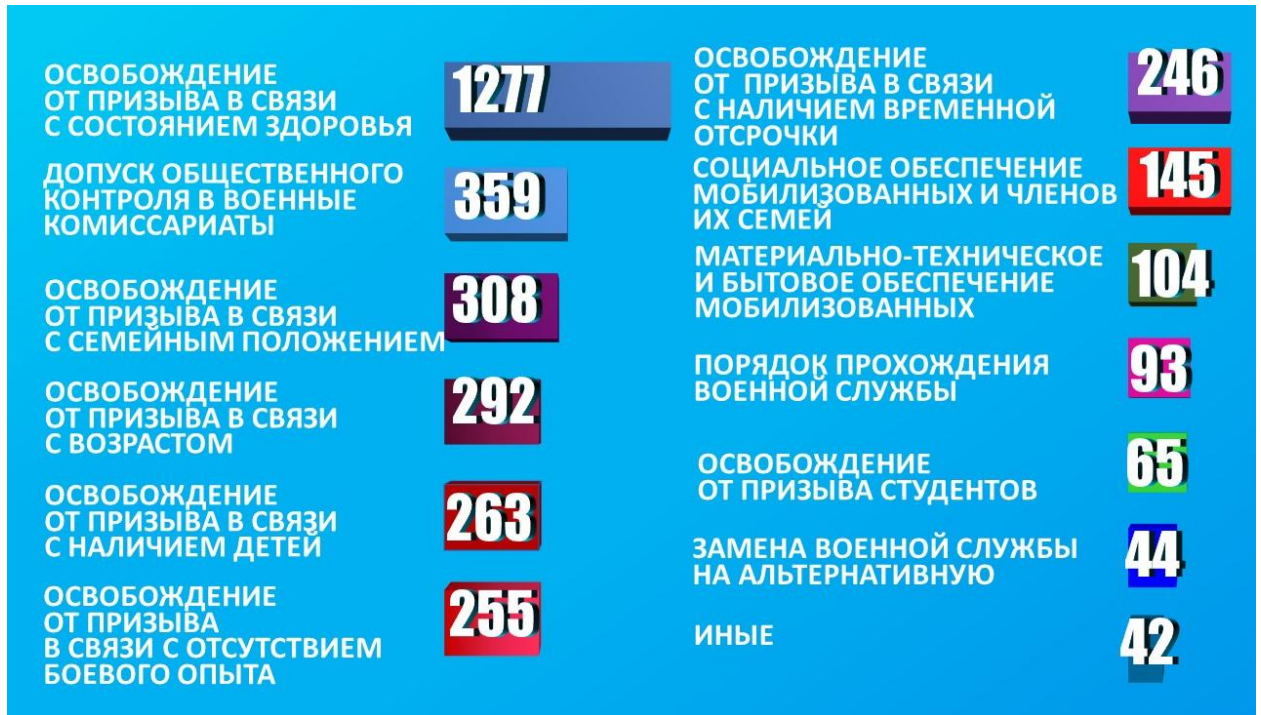 ОСВОБОЖДЕНИЕ
ОТ ПРИЗЫВА В СВЯЗИ
С СОСТОЯНИЕМ ЗДОРОВЬЯ
1277
ДОПУСК ОБЩЕСТВЕННОГО
КОНТРОЛЯ В ВОЕННЫЕ
КОМИССАРИАТЫ
359
ОСВОБОЖДЕНИЕ
ОТ ПРИЗЫВА В СВЯЗИ
С СЕМЕЙНЫМ ПОЛОЖЕНИЕМ
308
ОСВОБОЖДЕНИЕ
ОТ ПРИЗЫВА В СВЯЗИ
С ВОЗРАСТОМ
292
ОСВОБОЖДЕНИЕ
ОТ ПРИЗЫВА В СВЯЗИ
С НАЛИЧИЕМ ДЕТЕЙ
263
ОСВОБОЖДЕНИЕ
ОТ ПРИЗЫВА
В СВЯЗИ С ОТСУТСТВИЕМ
БОЕВОГО ОПЫТА
255
ОСВОБОЖДЕНИЕ
ОТ ПРИЗЫВА В СВЯЗИ
С НАЛИЧИЕМ ВРЕМЕННОЙ
ОТСРОЧКИ
246
СОЦИАЛЬНОЕ ОБЕСПЕЧЕНИЕ
МОБИЛИЗОВАННЫХ И ЧЛЕНОВ
ИХ СЕМЕЙ
145
МАТЕРИАЛЬНО-ТЕХНИЧЕСКОЕ
И БЫТОВОЕ ОБЕСПЕЧЕНИЕ
МОБИЛИЗОВАННЫХ
104
ПОРЯДОК ПРОХОЖДЕНИЯ
ВОЕННОЙ СЛУЖБЫ
93
ОСВОБОЖДЕНИЕ
ОТ ПРИЗЫВА СТУДЕНТОВ
65
ЗАМЕНА ВОЕННОЙ СЛУЖБЫ
НА АЛЬТЕРНАТИВНУЮ
44
ИНЫЕ
42